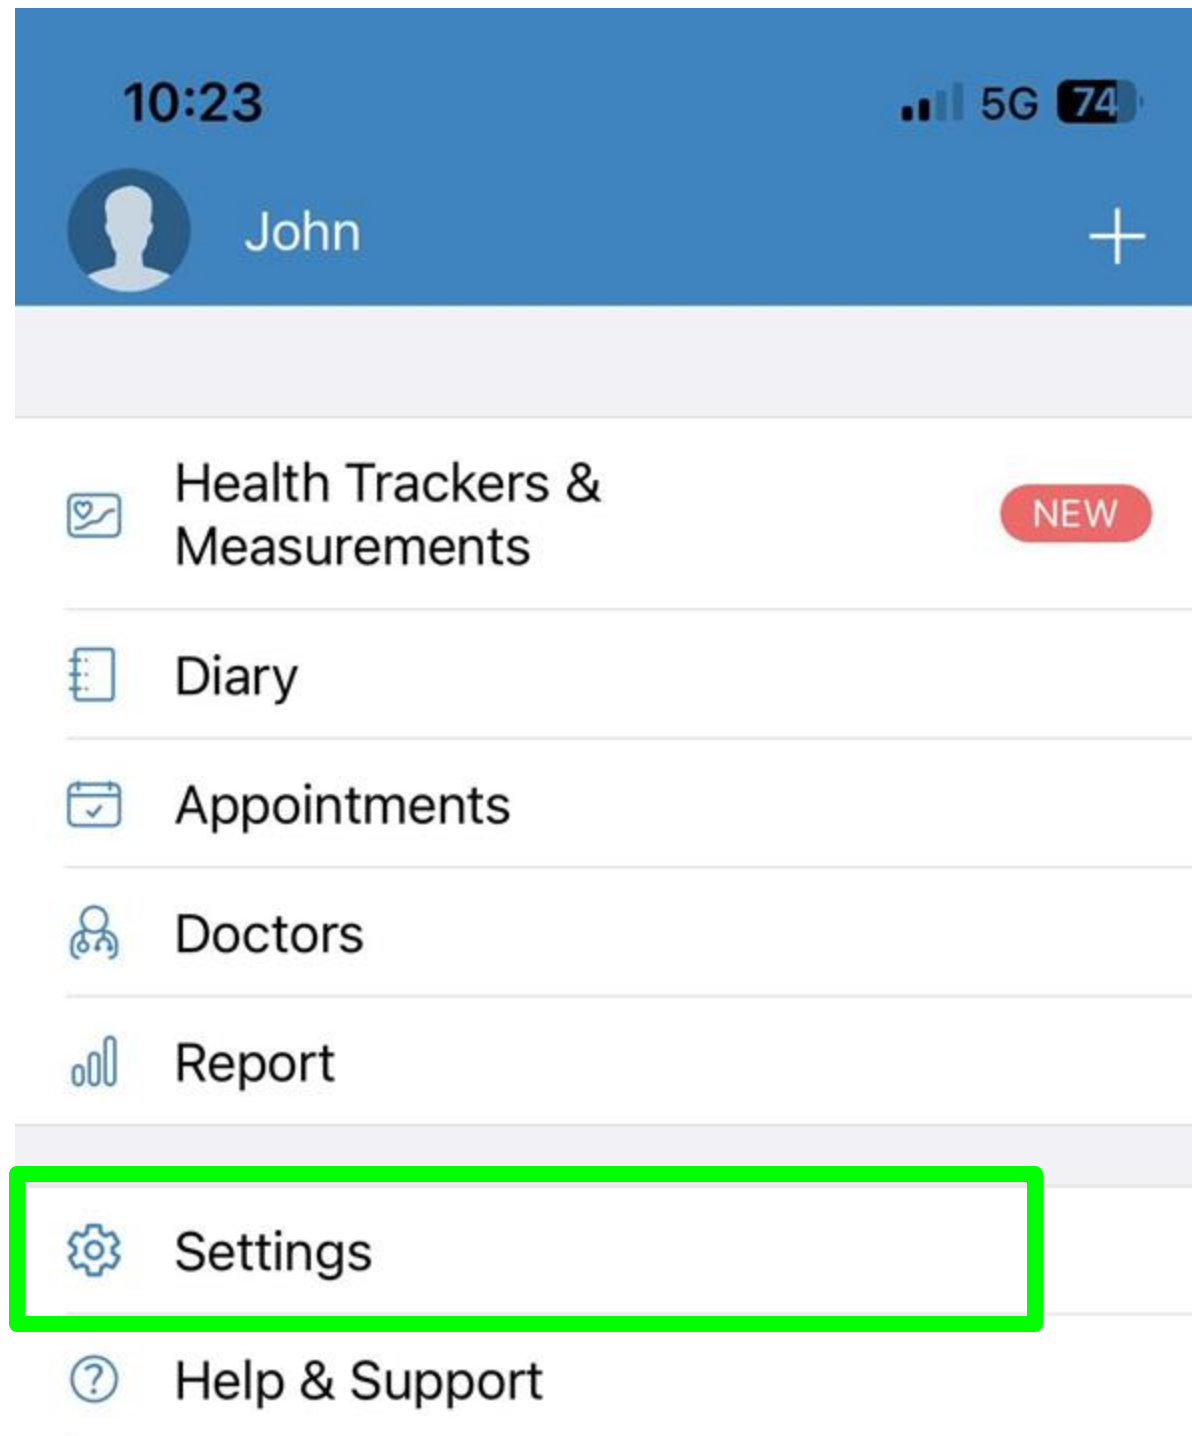 10:23
5G 74
John
Health Trackers &
Measurements
NEW
Diary
Appointments
Doctors
Report
Settings
Help & Support